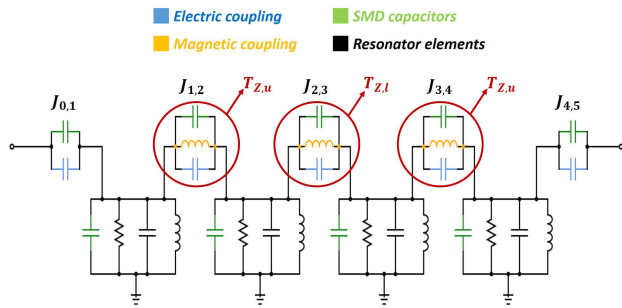 Electric coupling
SMD capacitors
Magnetic coupling
Resonator elements
J0,1
J1,2
TZ,u
J2,3
TZ,l
J3,4
TZ,u
J4,5